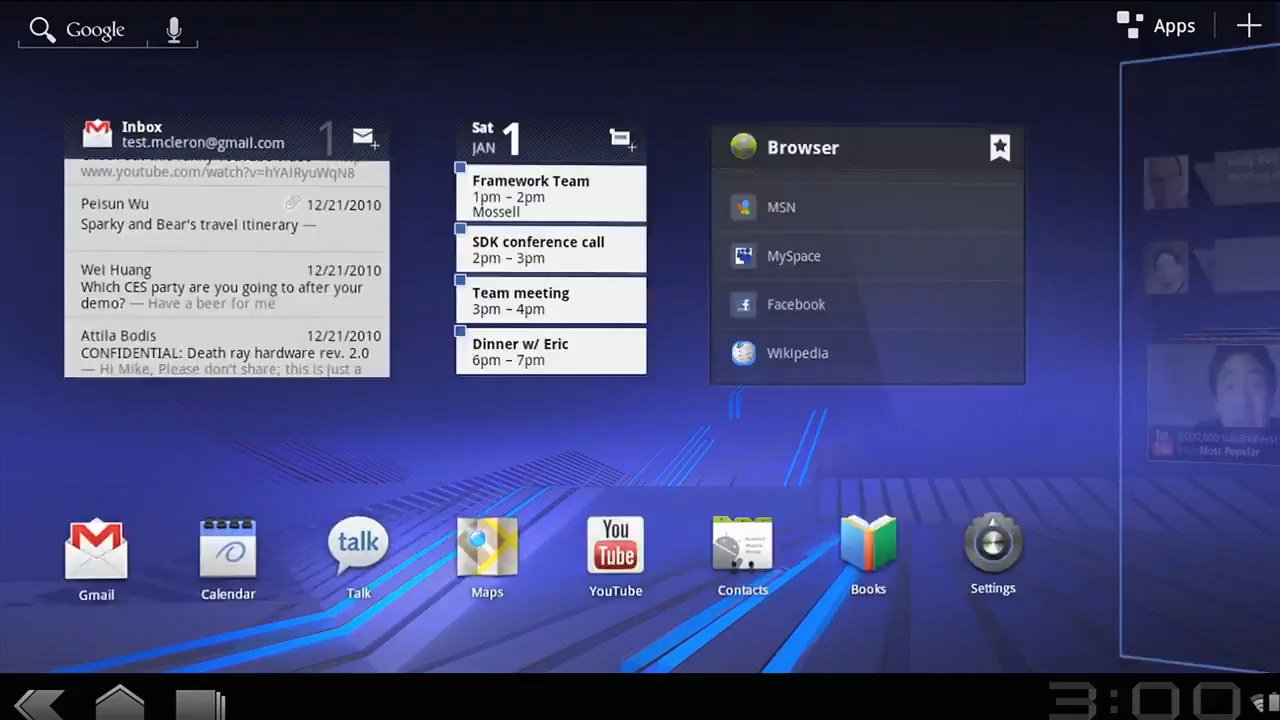 Google
Apps
Inbox
test.mcleron@gmail.com
1
www.youtube.com/watch?v=hYAlRyuWqN8
Peisun Wu 12/21/2010
Sparky and Bear's travel itinerary —
Wei Huang 12/21/2010
Which CES party are you going to after your
demo? — Have a beer for me
Attila Bodis 12/21/2010
CONFIDENTIAL: Death ray hardware rev. 2.0
— Hi Mike, Please don't share; this is just a
Sat
JAN
1
Framework Team
1pm – 2pm
Mossell
SDK conference call
2pm – 3pm
Team meeting
3pm – 4pm
Dinner w/ Eric
6pm – 7pm
Browser
MSN
MySpace
Facebook
Wikipedia
subscribers!
Most Popular
Gmail
Calendar
talk
Talk
Maps
You
Tube
YouTube
Contacts
Books
Settings
3:00